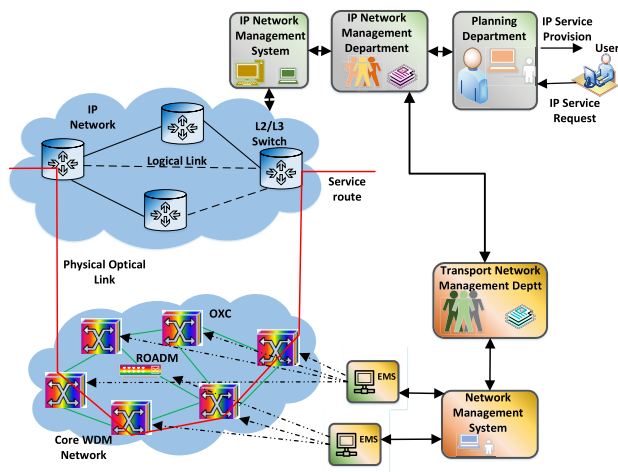 IP Network
Management
System
IP Network
Management
Department
Planning
Department
IP Service
Provision
User
IP Service
Request
IP
Network
L2/L3
Switch
Logical Link
Service
route
Physical Optical
Link
Transport Network
Management Deptt
OXC
ROADM
EMS
Network
Management
System
EMS
Core WDM
Network